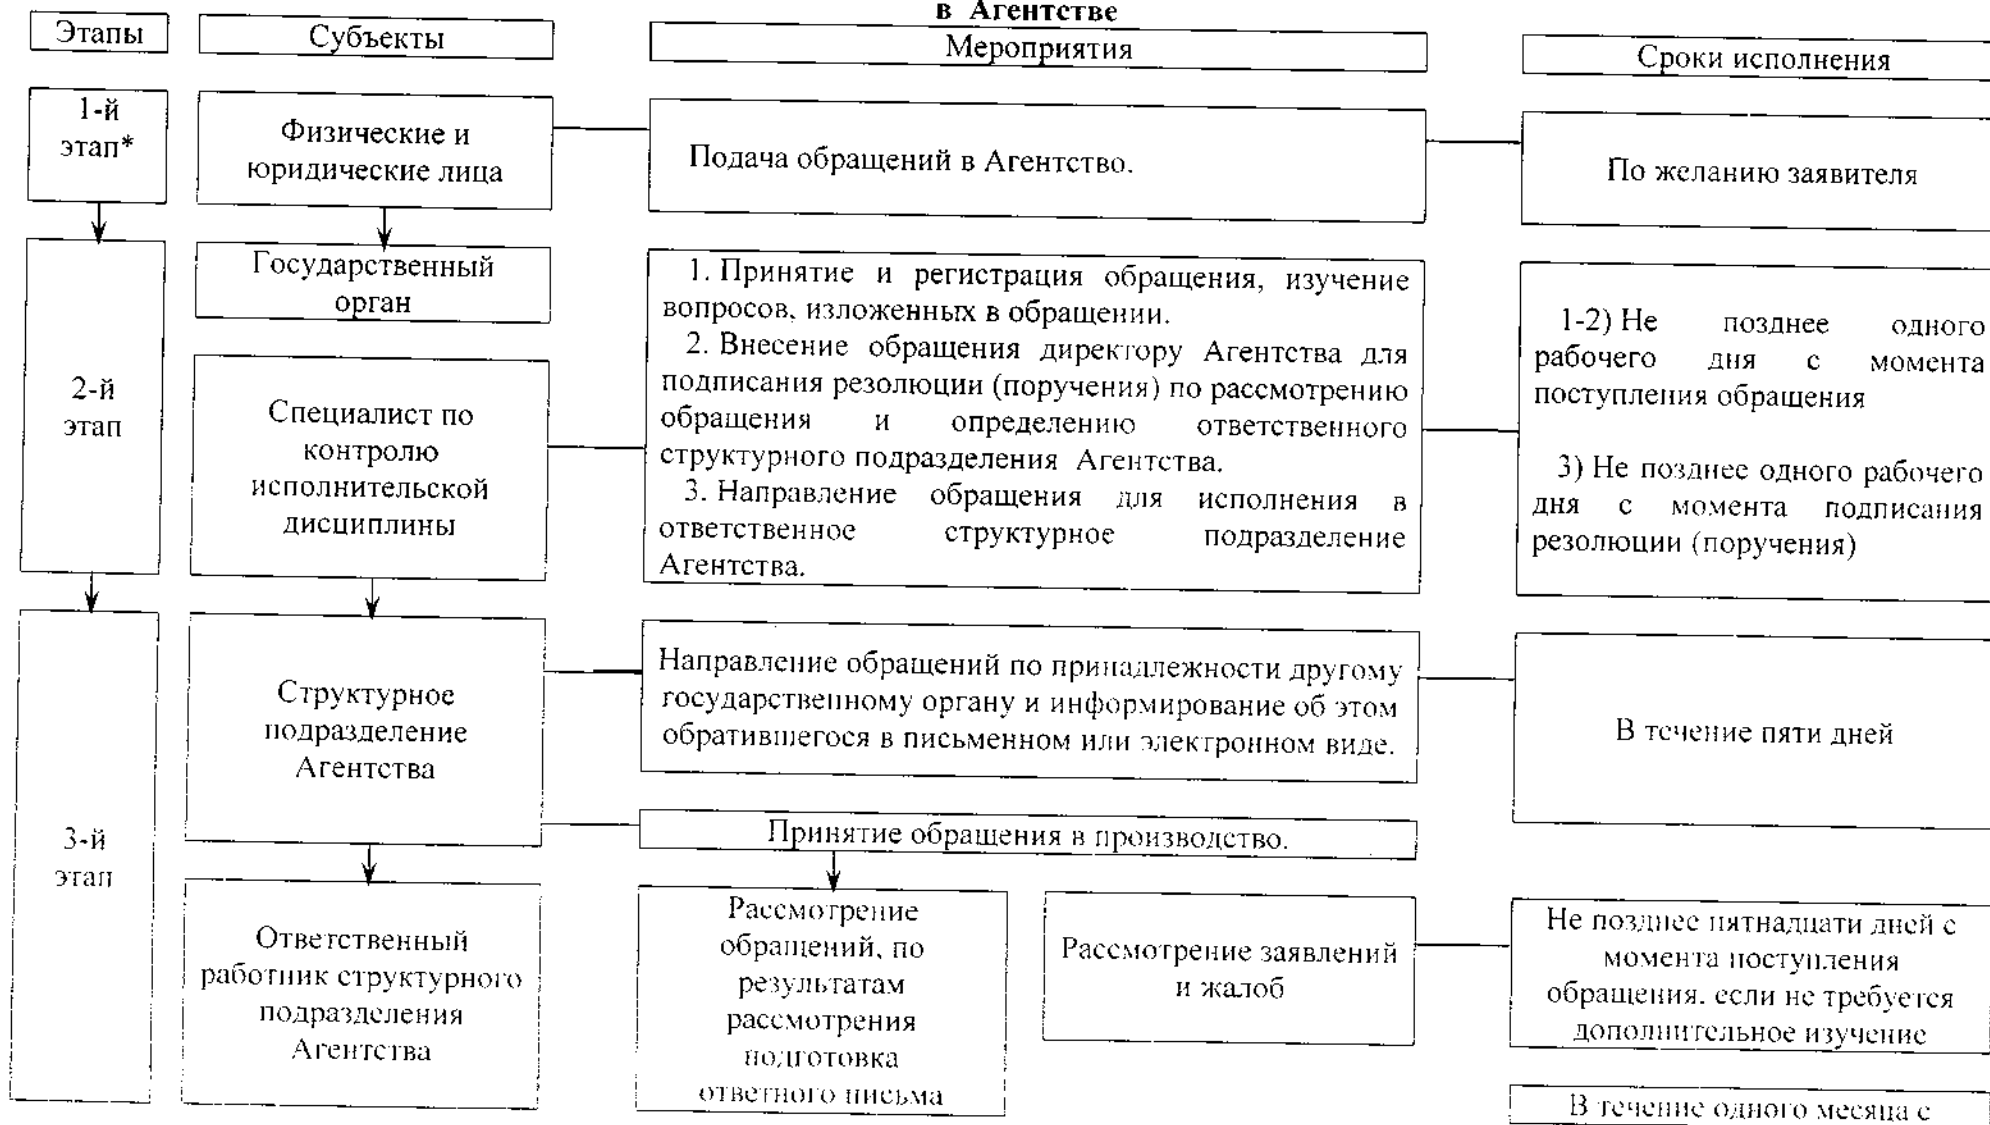 в Агентстве
Этапы
Субъекты
Мероприятия
Сроки исполнения
1-й
этап*
Физические и
юридические лица
Подача обращений в Агентство.
По желанию заявителя
2-й
этап
Государственный
орган
Специалист по
контролю
исполнительской
дисциплины
1. Принятие и регистрация обращения, изучение
вопросов, изложенных в обращении.
2. Внесение обращения директору Агентства для
подписания резолюции (поручения) по рассмотрению
обращения и определению ответственного
структурного подразделения Агентства.
3. Направление обращения для исполнения в
ответственное структурное подразделение
Агентства.
1-2) Не позднее одного
рабочего дня с момента
поступления обращения
3) Не позднее одного рабочего
дня с момента подписания
резолюции (поручения)
3-й
этап
Структурное
подразделение
Агентства
Направление обращений по принадлежности другому
государственному органу и информирование об этом
обратившегося в письменном или электронном виде.
В течение пяти дней
Принятие обращения в производство.
Ответственный
работник структурного
подразделения
Агентства
Рассмотрение
обращений, по
результатам
рассмотрения
подготовка
ответного письма
Рассмотрение заявлений
и жалоб
Не позднее пятнадцати дней с
момента поступления
обращения. если не требуется
дополнительное изучение
В течение одного месяца с